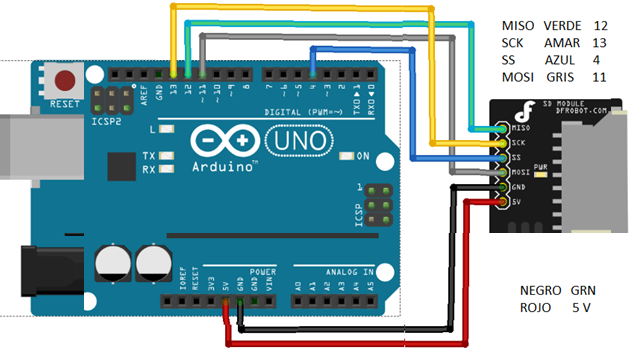 MISO VERDE 12
SCK AMAR 13
SS AZUL 4
MOSI GRIS 11
RESET
ICSP2
AREF
GND
13
12
~11
~10
~9
8
7
~6
~5
4
~3
2
TXD▶1
RXD◀0
DIGITAL (PWM=~)
L
TX
RX
UNO
Arduino™
ON
1
ICSP
SD MODULE
DFROBOT.COM
MISO
SCK
SS
MOSI
GND
5V
PWR
IOREF
RESET
3V3
5V
GND
GND
VIN
POWER
ANALOG IN
A0
A1
A2
A3
A4
A5
NEGRO GRN
ROJO 5 V